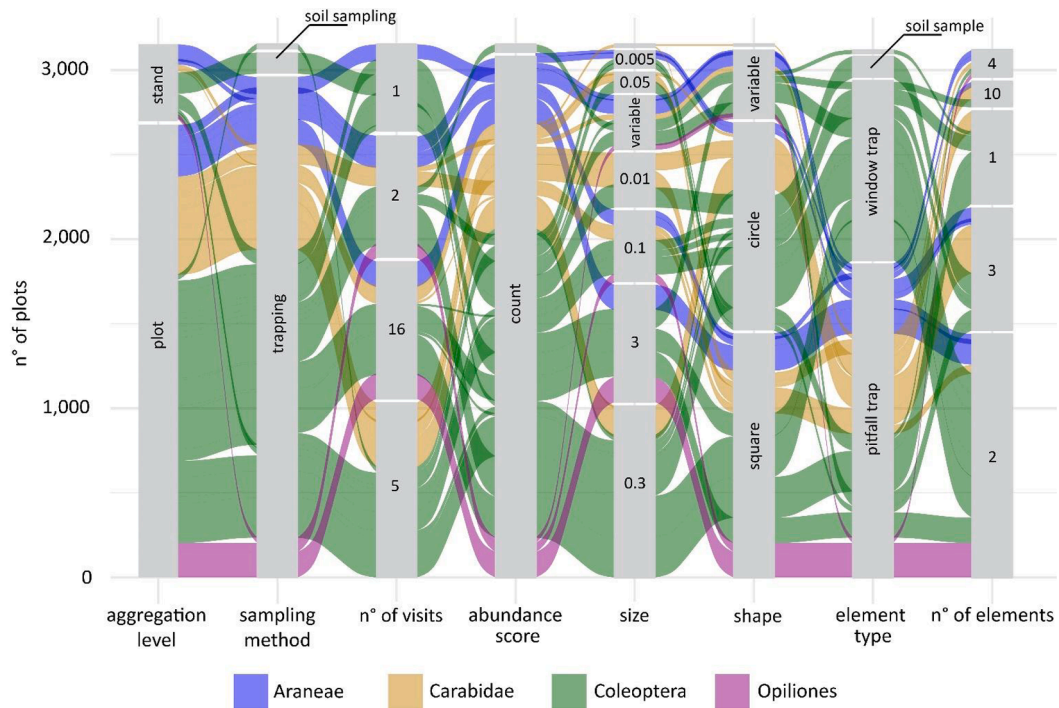 soil sampling
soil sample
3,000
2,000
1,000
0
n° of plots
stand
plot
trapping
1
2
16
5
count
0.005
0.05
variable
0.01
0.1
3
0.3
variable
circle
square
window trap
pitfall trap
4
10
1
3
2
aggregation level
sampling method
n° of visits
abundance score
size
shape
element type
n° of elements
Araneae
Carabidae
Coleoptera
Opiliones